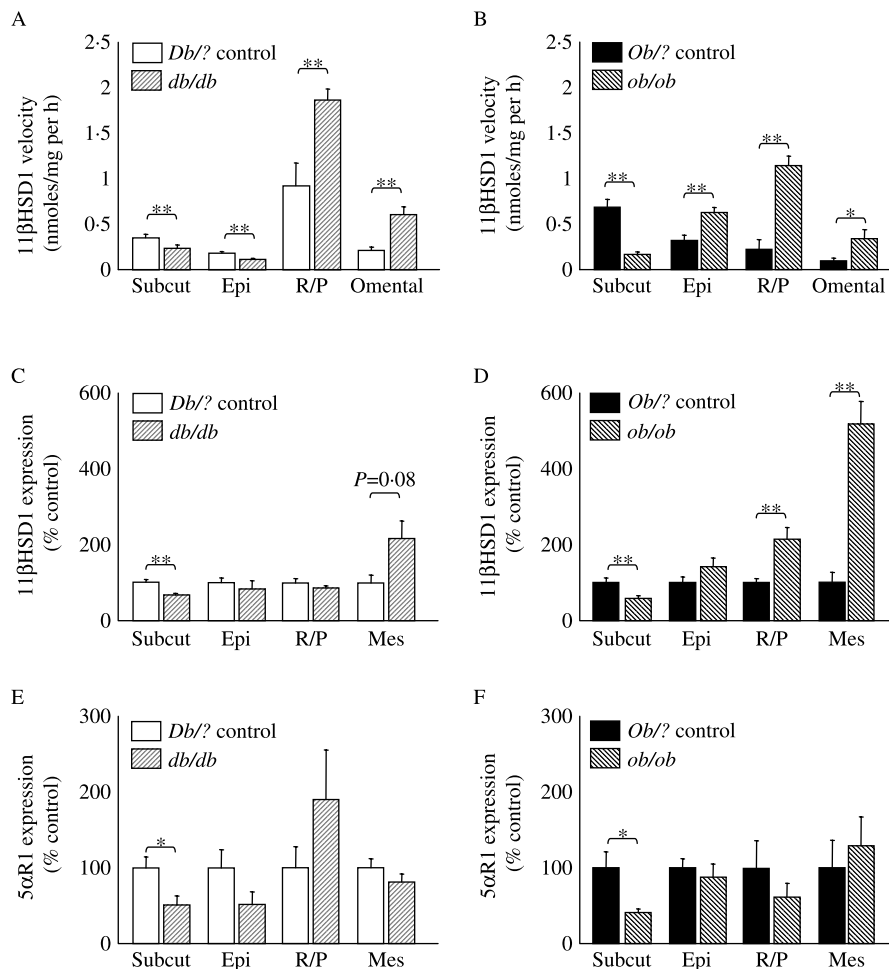 A
11βHSD1 velocity
(nmoles/mg per h)
2·5
2
1·5
1
0·5
0
Db/? control
db/db
**
**
**
**
Subcut Epi R/P Omental
B
11βHSD1 velocity
(nmoles/mg per h)
2·5
2
1·5
1
0·5
0
Ob/? control
ob/ob
**
**
**
*
Subcut Epi R/P Omental
C
11βHSD1 expression
(% control)
600
400
200
0
Db/? control
db/db
**
P=0·08
Subcut Epi R/P Mes
D
11βHSD1 expression
(% control)
600
400
200
0
Ob/? control
ob/ob
**
**
**
Subcut Epi R/P Mes
E
5αR1 expression
(% control)
300
200
100
0
Db/? control
db/db
*
Subcut Epi R/P Mes
F
5αR1 expression
(% control)
300
200
100
0
Ob/? control
ob/ob
*
Subcut Epi R/P Mes